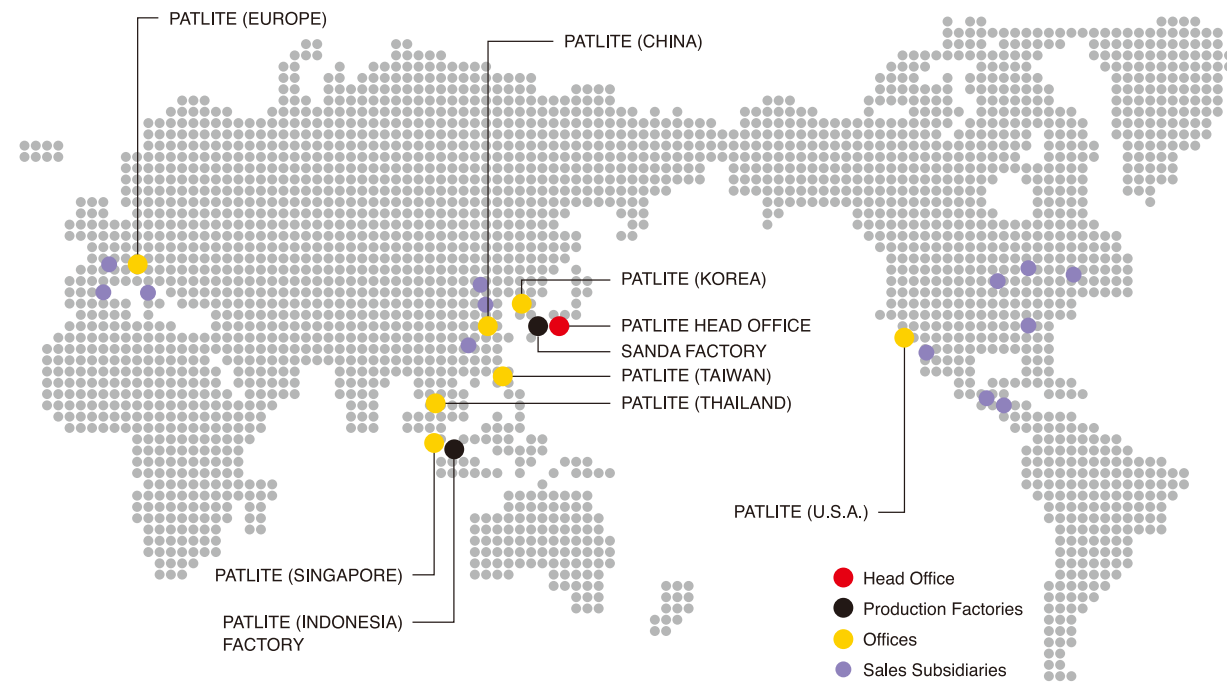 PATLITE (EUROPE)
PATLITE (CHINA)
PATLITE (KOREA)
PATLITE HEAD OFFICE
SANDA FACTORY
PATLITE (TAIWAN)
PATLITE (THAILAND)
PATLITE (U.S.A.)
PATLITE (SINGAPORE)
PATLITE (INDONESIA)
FACTORY
Head Office
Production Factories
Offices
Sales Subsidiaries